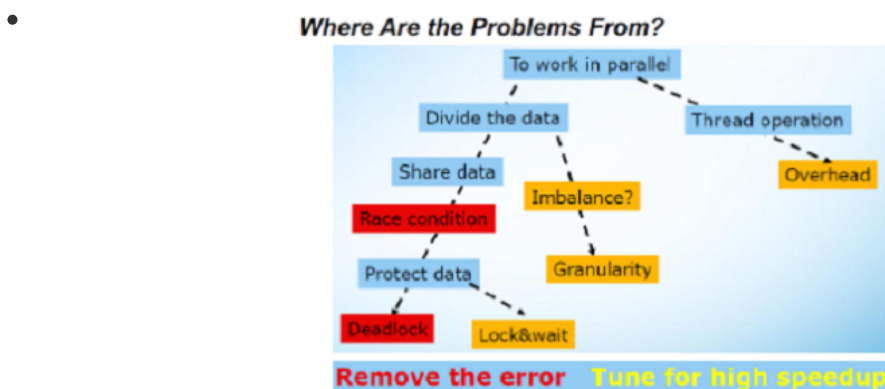 Where Are the Problems From?
To work in parallel
Divide the data
Thread operation
Share data
Overhead
Imbalance?
Race condition
Protect data
Granularity
Deadlock
Lock&wait
Remove the error Tune for high speedup